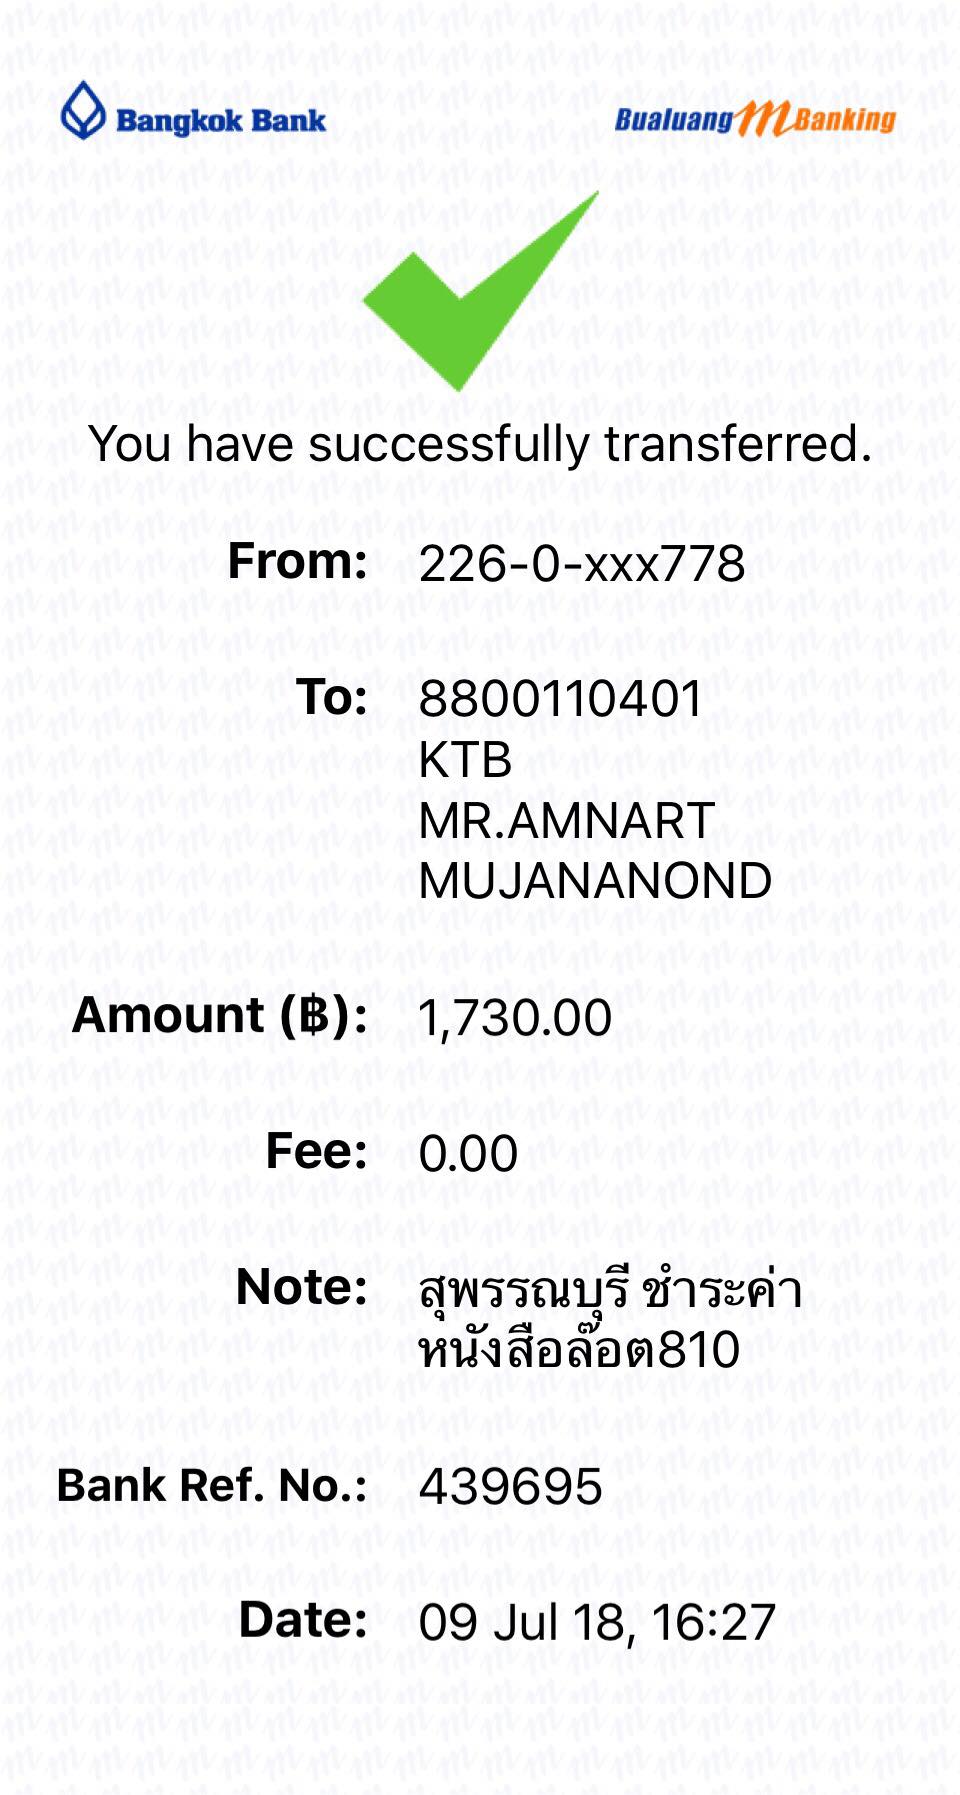 Bangkok Bank
Bualuang mBanking
You have successfully transferred.
From: 226-0-xxx778
To: 8800110401
KTB
MR.AMNART
MUJANANOND
Amount (฿): 1,730.00
Fee: 0.00
Note: สุพรรณบุรี ชำระค่า
หนังสือล๊อต810
Bank Ref. No.: 439695
Date: 09 Jul 18, 16:27